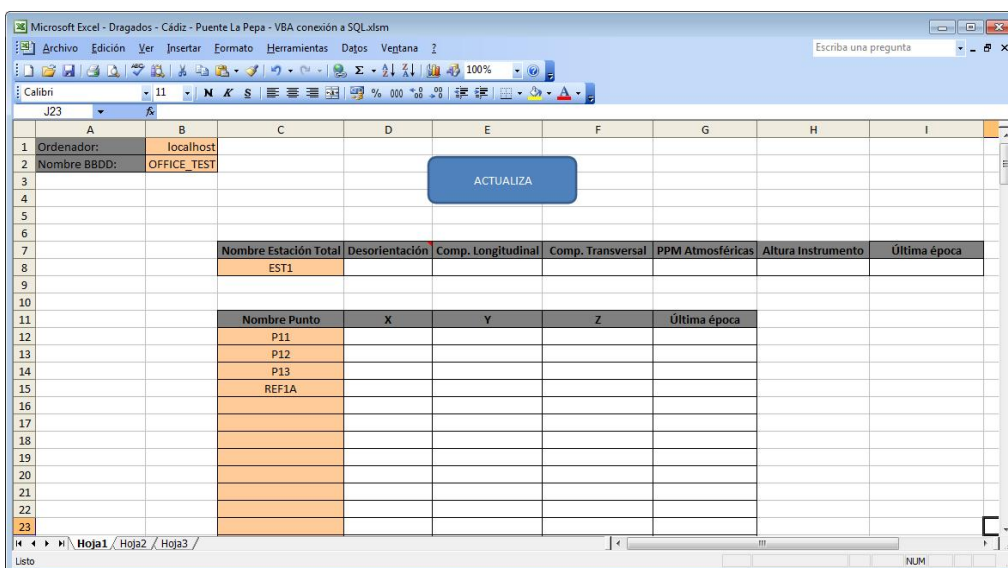 Microsoft Excel - Dragados - Cádiz - Puente La Pepa - VBA conexión a SQL.xlsm
Archivo Edición Ver Insertar Formato Herramientas Datos Ventana ? Escriba una pregunta
100%
Calibri 11 N K S % 000
J23 fx
A B C D E F G H I
1 Ordenador: localhost
2 Nombre BBDD: OFICE_TEST
3 ACTUALIZA
4
5
6
7 Nombre Estación Total Desorientación Comp. Longitudinal Comp. Transversal PPM Atmosféricas Altura Instrumento Última época
8 EST1
9
10
11 Nombre Punto X Y Z Última época
12 P11
13 P12
14 P13
15 REF1A
16
17
18
19
20
21
22
23
Hoja1 Hoja2 Hoja3
Listo NUM